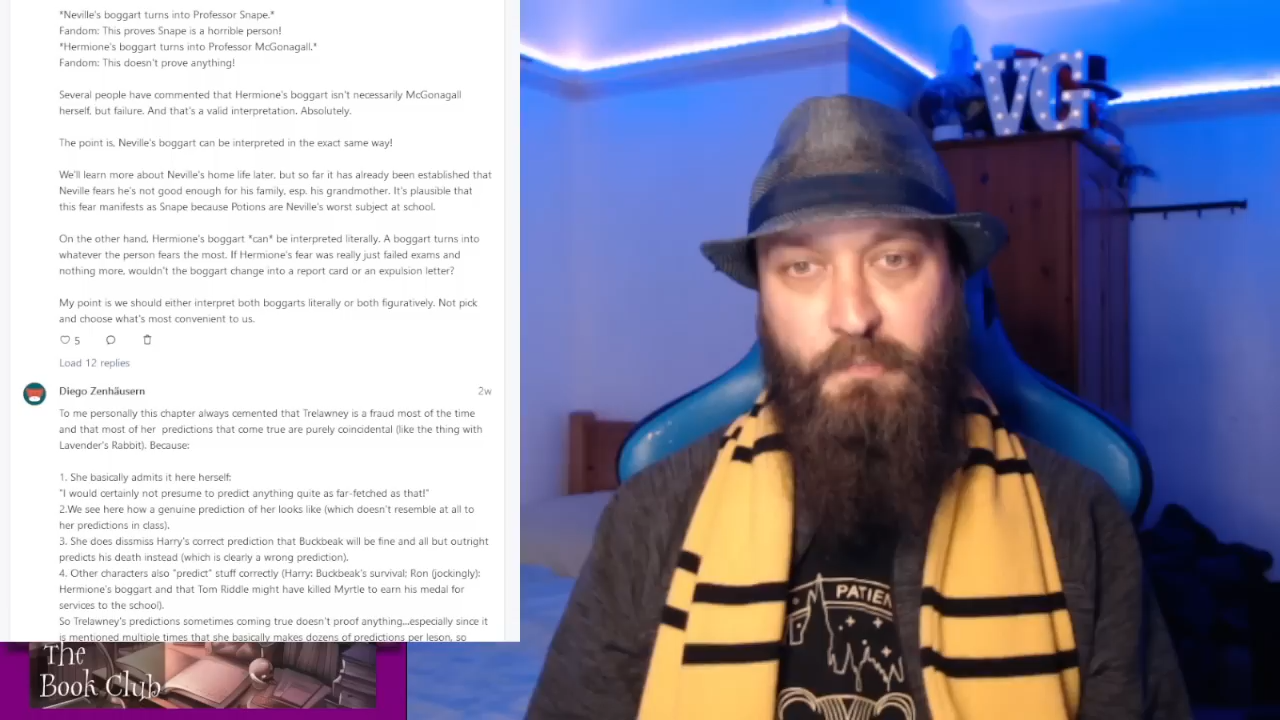 *Neville's boggart turns into Professor Snape.*
Fandom: This proves Snape is a horrible person!
*Hermione's boggart turns into Professor McGonagall.*
Fandom: This doesn't prove anything!
Several people have commented that Hermione's boggart isn't necessarily McGonagall
herself, but failure. And that's a valid interpretation. Absolutely.
The point is, Neville's boggart can be interpreted in the exact same way!
We'll learn more about Neville's home life later, but so far it has already been established that
Neville fears he's not good enough for his family, esp. his grandmother. It's plausible that
this fear manifests as Snape because Potions are Neville's worst subject at school.
On the other hand, Hermione's boggart *can* be interpreted literally. A boggart turns into
whatever the person fears the most. If Hermione's fear was really just failed exams and
nothing more, wouldn't the boggart change into a report card or an expulsion letter?
My point is we should either interpret both boggarts literally or both figuratively. Not pick
and choose what's most convenient to us.
5
Load 12 replies
Diego Zenhäusern 2w
To me personally this chapter always cemented that Trelawney is a fraud most of the time
and that most of her predictions that come true are purely coincidental (like the thing with
Lavender's Rabbit). Because:
1. She basically admits it here herself:
"I would certainly not presume to predict anything quite as far-fetched as that!"
2.We see here how a genuine prediction of her looks like (which doesn't resemble at all to
her predictions in class).
3. She does dissmiss Harry's correct prediction that Buckbeak will be fine and all but outright
predicts his death instead (which is clearly a wrong prediction).
4. Other characters also "predict" stuff correctly (Harry: Buckbeak's survival; Ron (jockingly):
Hermione's boggart and that Tom Riddle might have killed Myrtle to earn his medal for
services to the school).
So Trelawney's predictions sometimes coming true doesn't proof anything...especially since it
is mentioned multiple times that she basically makes dozens of predictions per leson, so
The
Book Club
VG
PATIEN